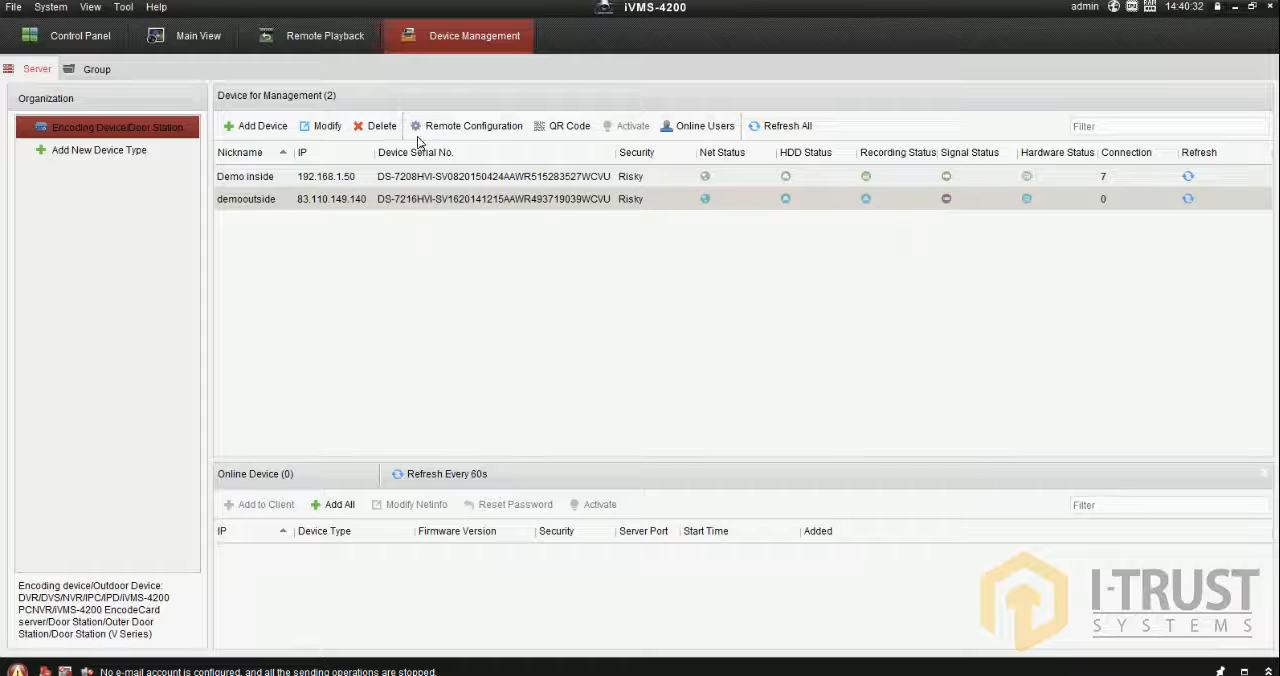 File System View Tool Help iVMS-4200 admin 14:40:32
Control Panel Main View Remote Playback Device Management
Server Group
Organization
Encoding Device/Door Station
Add New Device Type
Encoding device/Outdoor Device:
DVR/DVS/NVR/IPC/IPD/iVMS-4200
PCNVR/iVMS-4200 EncodeCard
server/Door Station/Outer Door
Station/Door Station (V Series)
Device for Management (2)
Add Device Modify Delete Remote Configuration QR Code Activate Online Users Refresh All Filter
Nickname IP Device Serial No. Security Net Status HDD Status Recording Status Signal Status Hardware Status Connection Refresh
Demo inside 192.168.1.50 DS-7208HVI-SV0820150424AAWR515283527WCVU Risky 7
demooutside 83.110.149.140 DS-7216HVI-SV1620141215AAWR493719039WCVU Risky 0
Online Device (0) Refresh Every 60s
Add to Client Add All Modify Netinfo Reset Password Activate Filter
IP Device Type Firmware Version Security Server Port Start Time Added
I-TRUST
SYSTEMS
No e-mail account is configured, and all the sending operations are stopped.